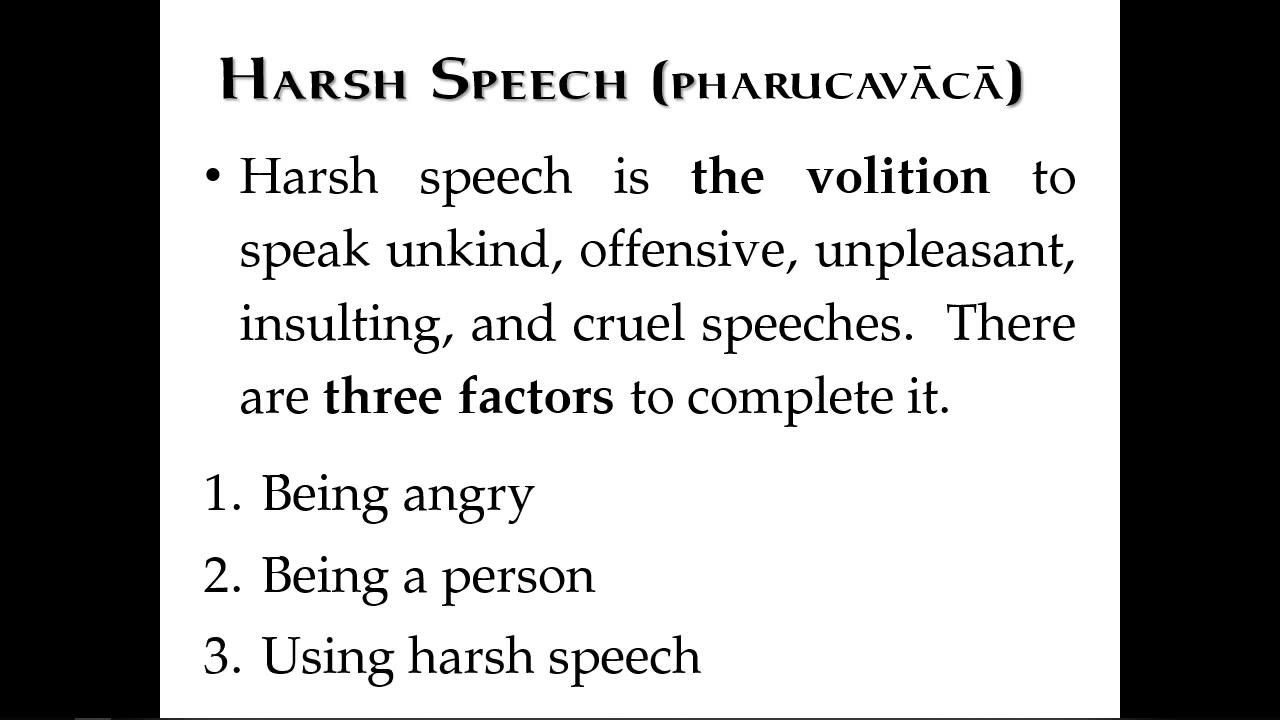 Harsh Speech (pharucavācā)
• Harsh speech is the volition to
speak unkind, offensive, unpleasant,
insulting, and cruel speeches. There
are three factors to complete it.
1. Being angry
2. Being a person
3. Using harsh speech